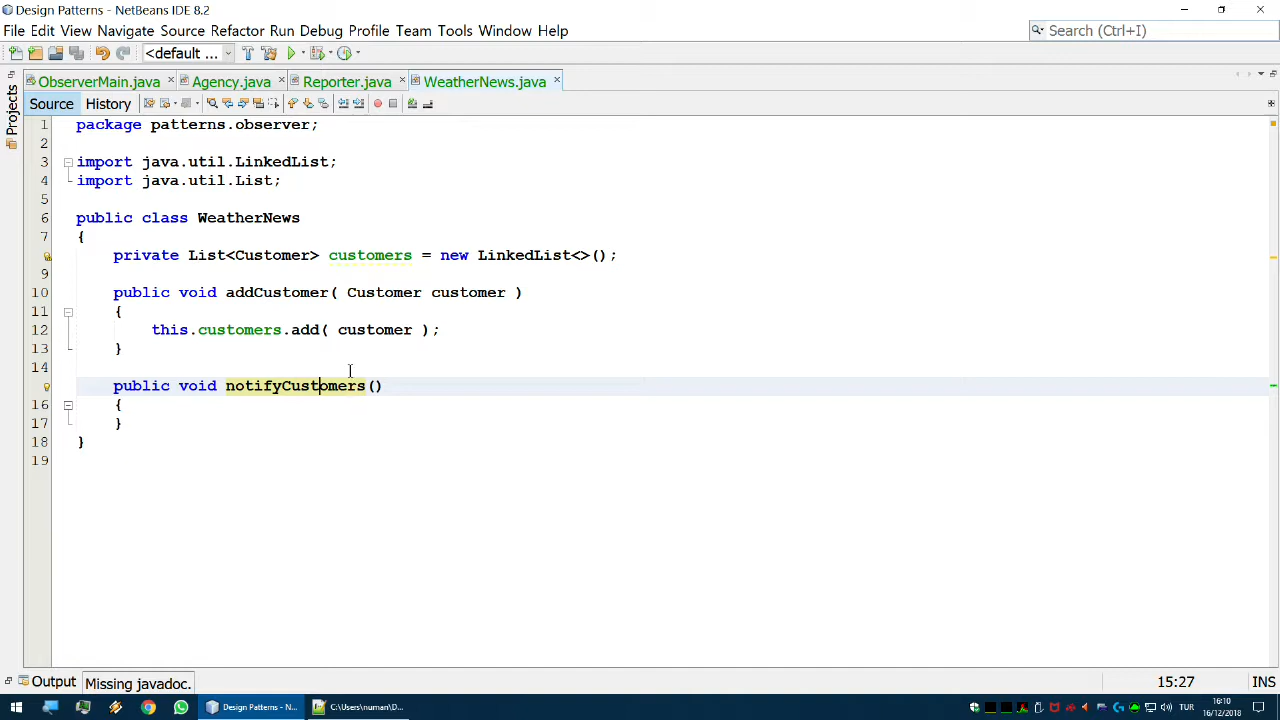 Design Patterns - NetBeans IDE 8.2
File Edit View Navigate Source Refactor Run Debug Profile Team Tools Window Help
Search (Ctrl+I)
<default ...
ObserverMain.java Agency.java Reporter.java WeatherNews.java
Projects
Source History
1 package patterns.observer;
2
3 import java.util.LinkedList;
4 import java.util.List;
5
6 public class WeatherNews
7 {
private List<Customer> customers = new LinkedList<>();
9
10 public void addCustomer( Customer customer )
11 {
12 this.customers.add( customer );
13 }
14
public void notifyCustomers()
16 {
17 }
18 }
19
Output Missing javadoc. 15:27 INS
Design Patterns - N... C:\Users\numan\D... TUR 16:10
16/12/2018